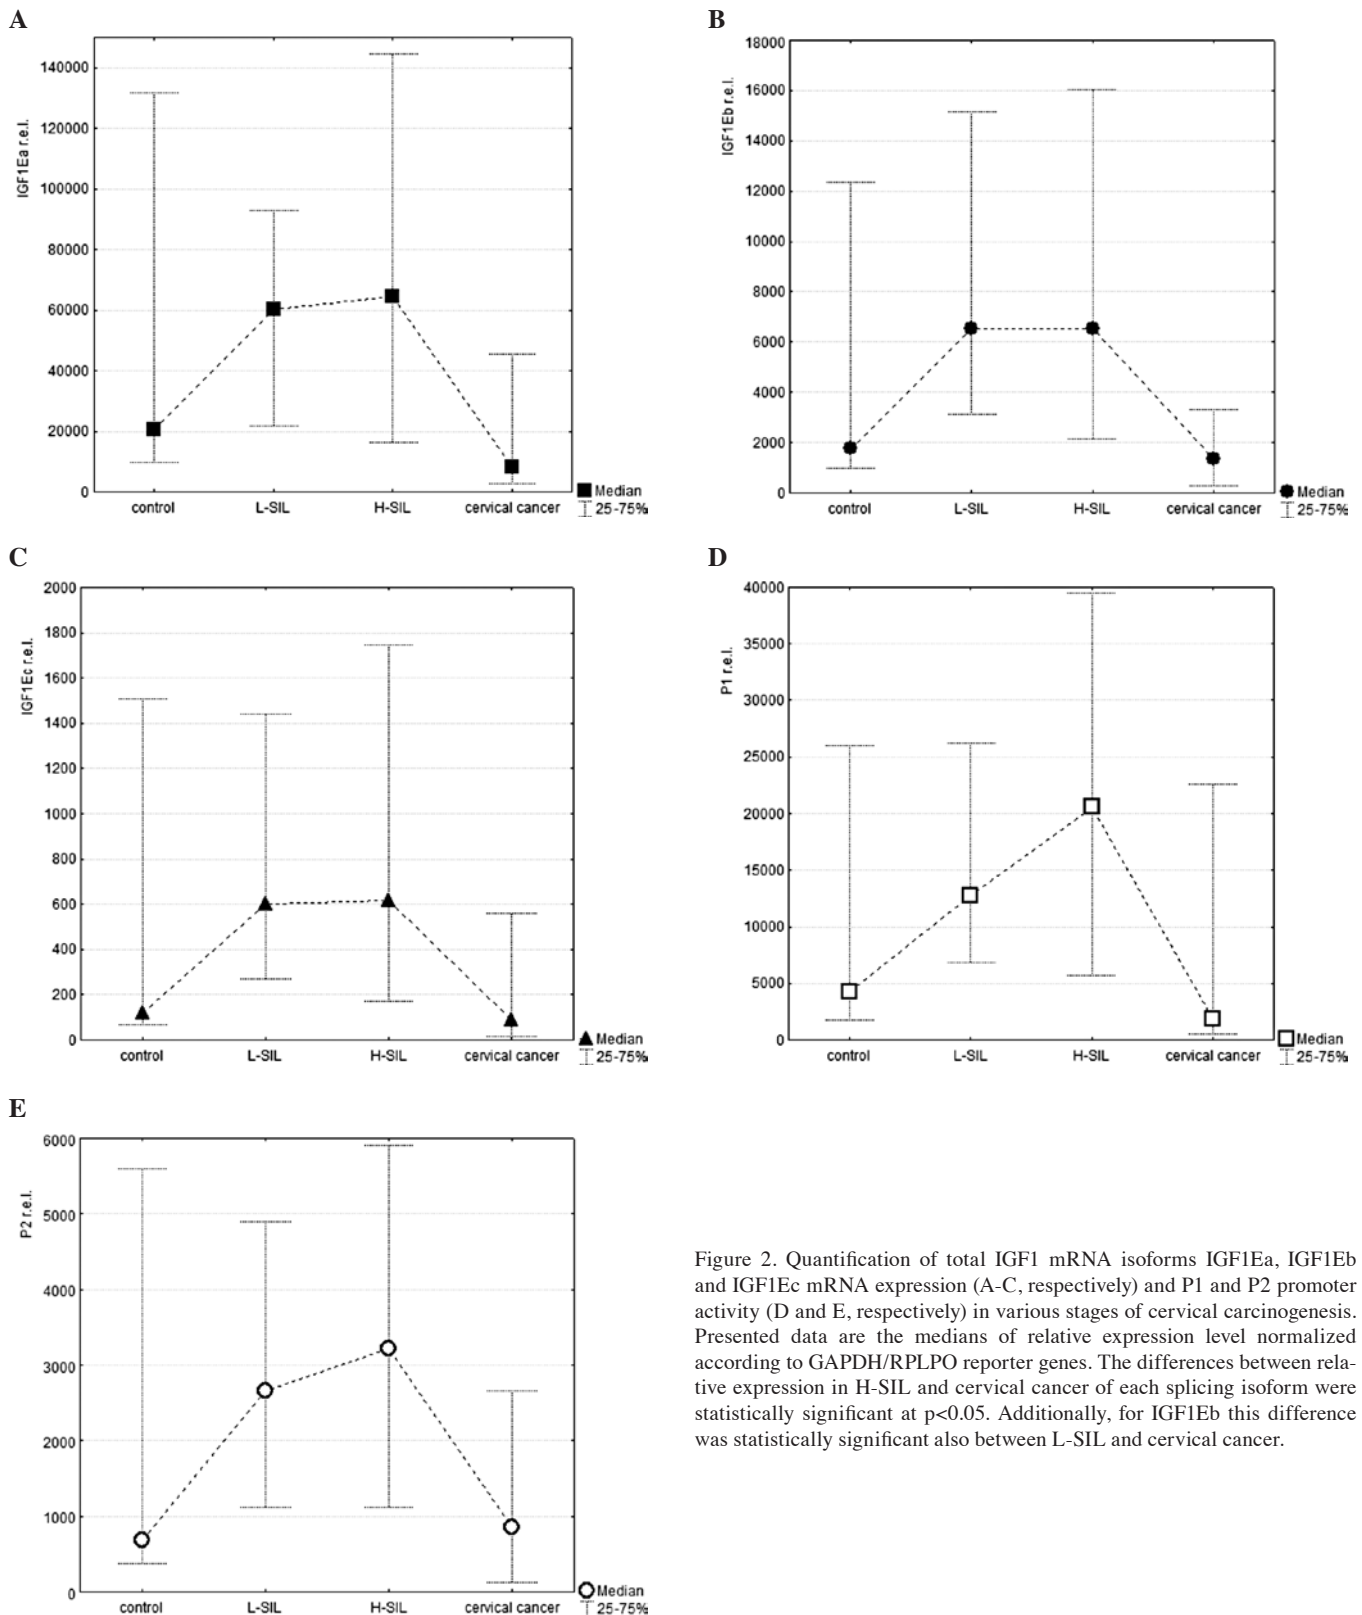 A
IGF1Ea r.e.l.
140000
120000
100000
80000
60000
40000
20000
0
control L-SIL H-SIL cervical cancer
Median
25-75%
B
IGF1Eb r.e.l.
18000
16000
14000
12000
10000
8000
6000
4000
2000
0
control L-SIL H-SIL cervical cancer
Median
25-75%
C
IGF1Ec r.e.l.
2000
1800
1600
1400
1200
1000
800
600
400
200
0
control L-SIL H-SIL cervical cancer
Median
25-75%
D
P1 r.e.l.
40000
35000
30000
25000
20000
15000
10000
5000
0
control L-SIL H-SIL cervical cancer
Median
25-75%
E
P2 r.e.l.
6000
5000
4000
3000
2000
1000
0
control L-SIL H-SIL cervical cancer
Median
25-75%
Figure 2. Quantification of total IGF1 mRNA isoforms IGF1Ea, IGF1Eb
and IGF1Ec mRNA expression (A-C, respectively) and P1 and P2 promoter
activity (D and E, respectively) in various stages of cervical carcinogenesis.
Presented data are the medians of relative expression level normalized
according to GAPDH/RPLPO reporter genes. The differences between rela-
tive expression in H-SIL and cervical cancer of each splicing isoform were
statistically significant at p<0.05. Additionally, for IGF1Eb this difference
was statistically significant also between L-SIL and cervical cancer.